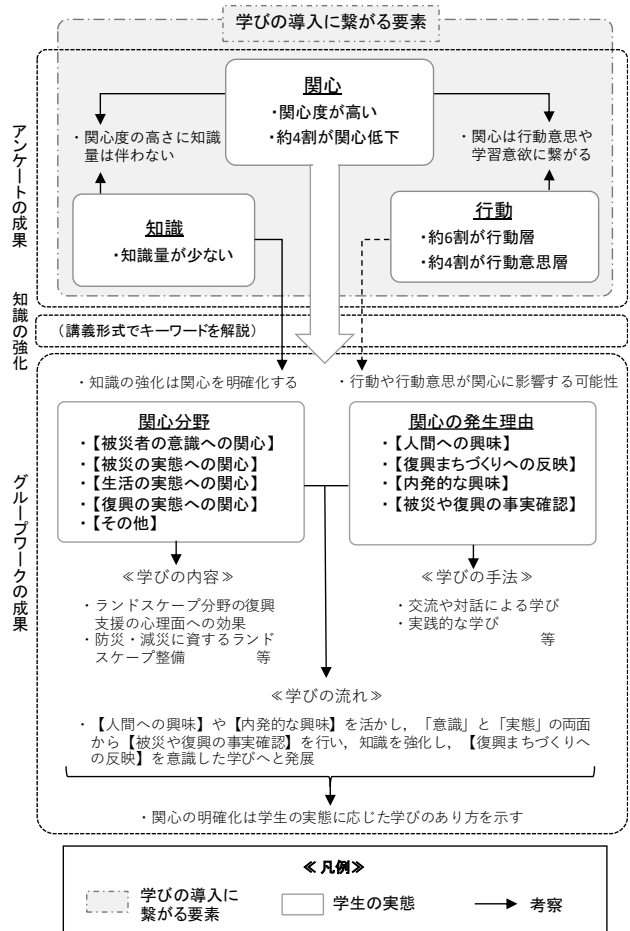 学びの導入に繋がる要素
関心
・関心度が高い
・約4割が関心低下
・関心度の高さに知識
量は伴わない
・関心は行動意思や
学習意欲に繋がる
知識
・知識量が少ない
行動
・約6割が行動層
・約4割が行動意思層
アンケートの成果
知識の強化
(講義形式でキーワードを解説)
・知識の強化は関心を明確化する
・行動や行動意思が関心に影響する可能性
関心分野
・【被災者の意識への関心】
・【被災の実態への関心】
・【生活の実態への関心】
・【復興の実態への関心】
・【その他】
関心の発生理由
・【人間への興味】
・【復興まちづくりへの反映】
・【内発的な興味】
・【被災や復興の事実確認】
グループワークの成果
≪学びの内容≫
・ランドスケープ分野の復興
支援の心理面への効果
・防災・減災に資するランド
スケープ整備 等
≪学びの手法≫
・交流や対話による学び
・実践的な学び
等
≪学びの流れ≫
・【人間への興味】や【内発的な興味】を活かし，「意識」と「実態」の両面
から【被災や復興の事実確認】を行い，知識を強化し，【復興まちづくりへ
の反映】を意識した学びへと発展
・関心の明確化は学生の実態に応じた学びのあり方を示す
≪凡例≫
学びの導入に
繋がる要素
学生の実態
考察